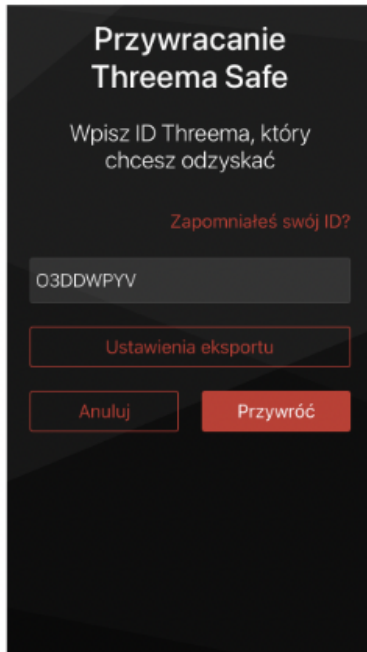 Przywracanie
Threema Safe
Wpisz ID Threema, który
chcesz odzyskać
Zapomniałeś swój ID?
O3DDWPYV
Ustawienia eksportu
Anuluj
Przywróć